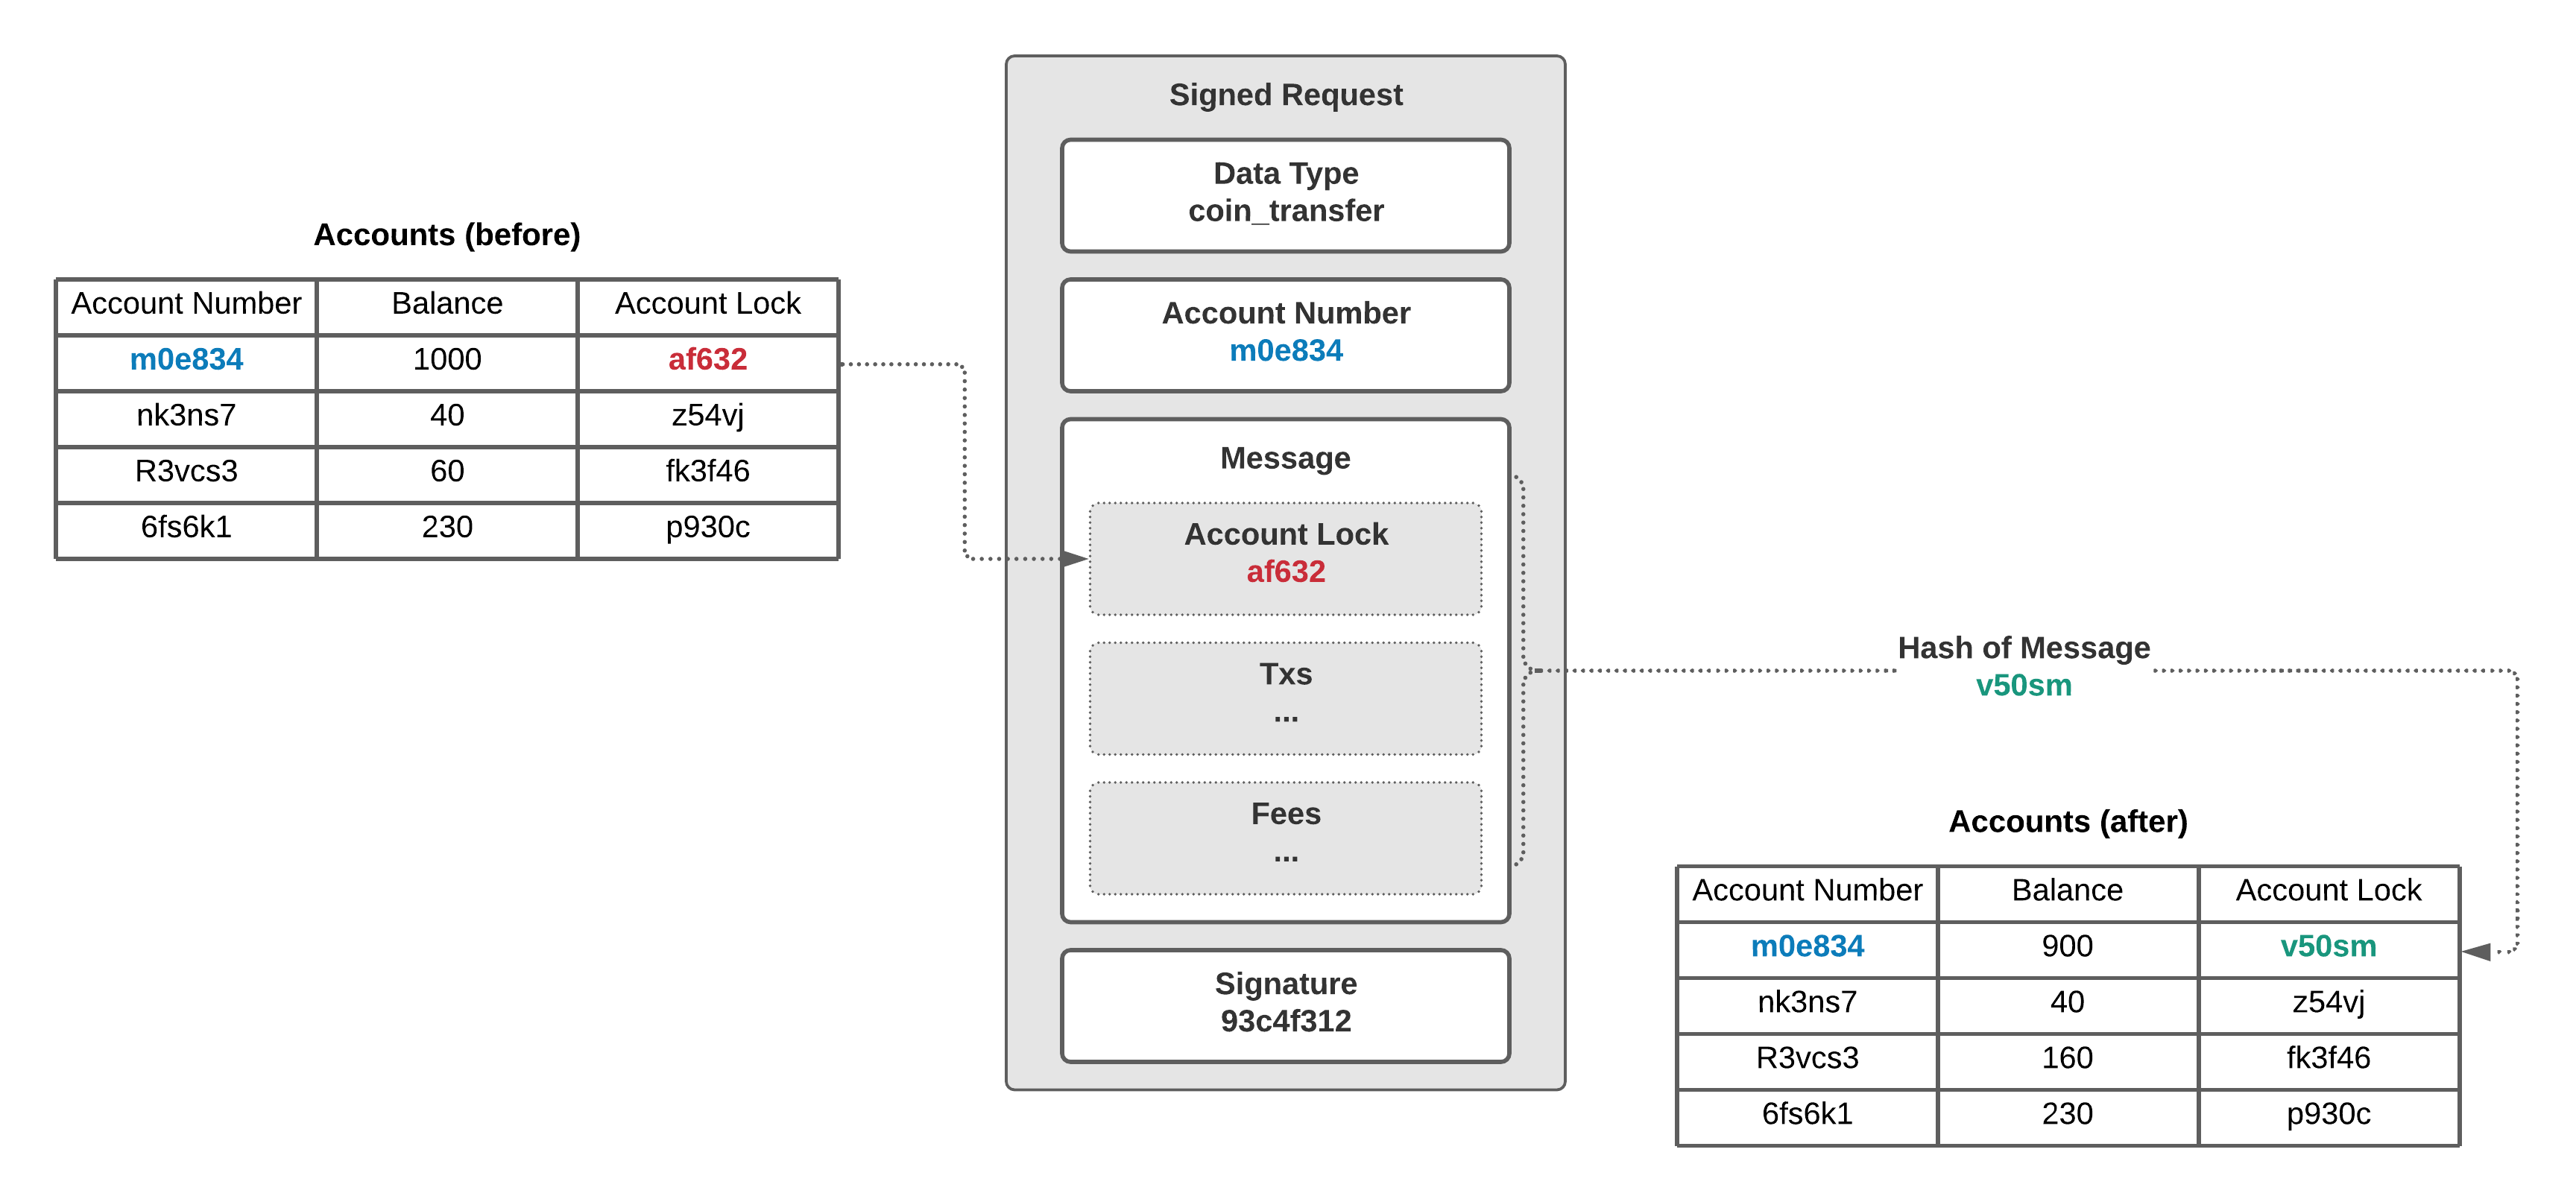 Accounts (before)
Account Number Balance Account Lock
m0e834 1000 af632
nk3ns7 40 z54vj
R3vcs3 60 fk3f46
6fs6k1 230 p930c
Signed Request
Data Type
coin_transfer
Account Number
m0e834
Message
Account Lock
af632
Txs
...
Fees
...
Signature
93c4f312
Hash of Message
v50sm
Accounts (after)
Account Number Balance Account Lock
m0e834 900 v50sm
nk3ns7 40 z54vj
R3vcs3 160 fk3f46
6fs6k1 230 p930c